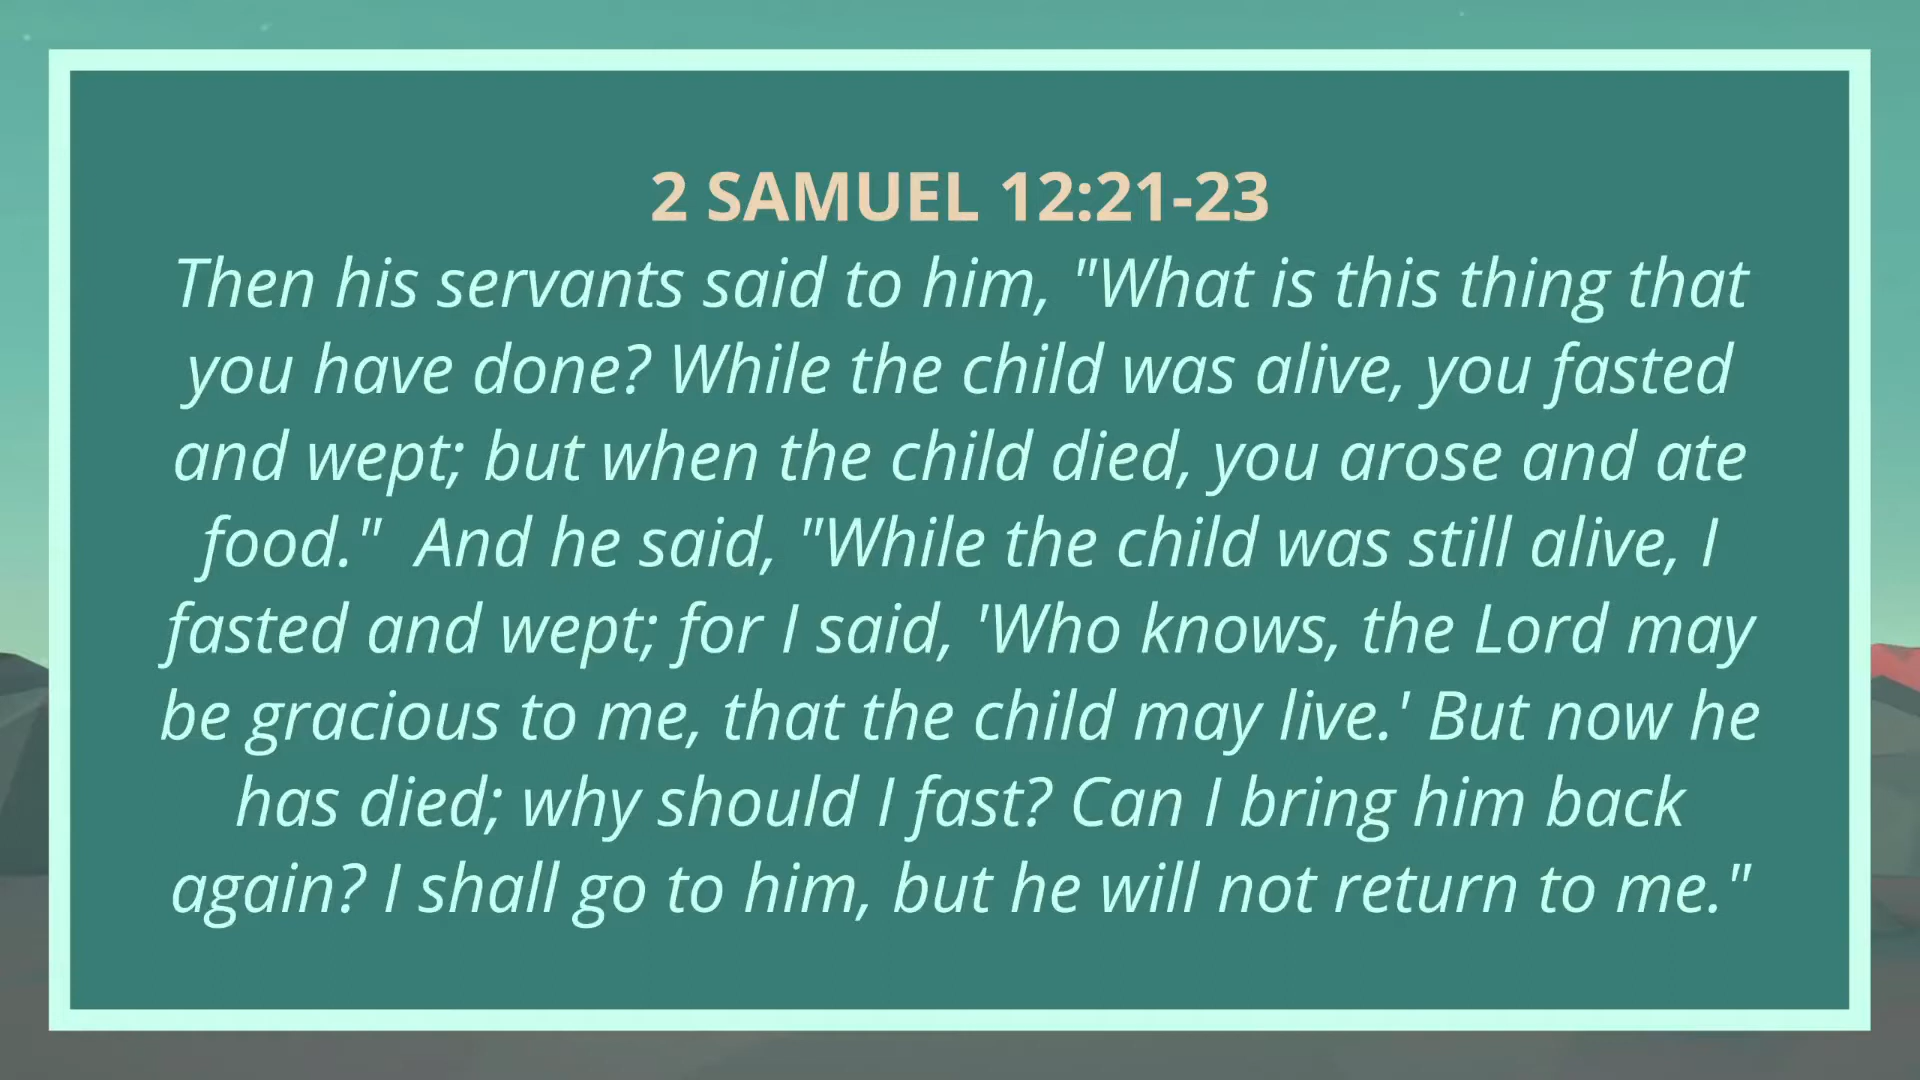 2 SAMUEL 12:21-23
Then his servants said to him, "What is this thing that
you have done? While the child was alive, you fasted
and wept; but when the child died, you arose and ate
food."  And he said, "While the child was still alive, I
fasted and wept; for I said, 'Who knows, the Lord may
be gracious to me, that the child may live.' But now he
has died; why should I fast? Can I bring him back
again? I shall go to him, but he will not return to me."